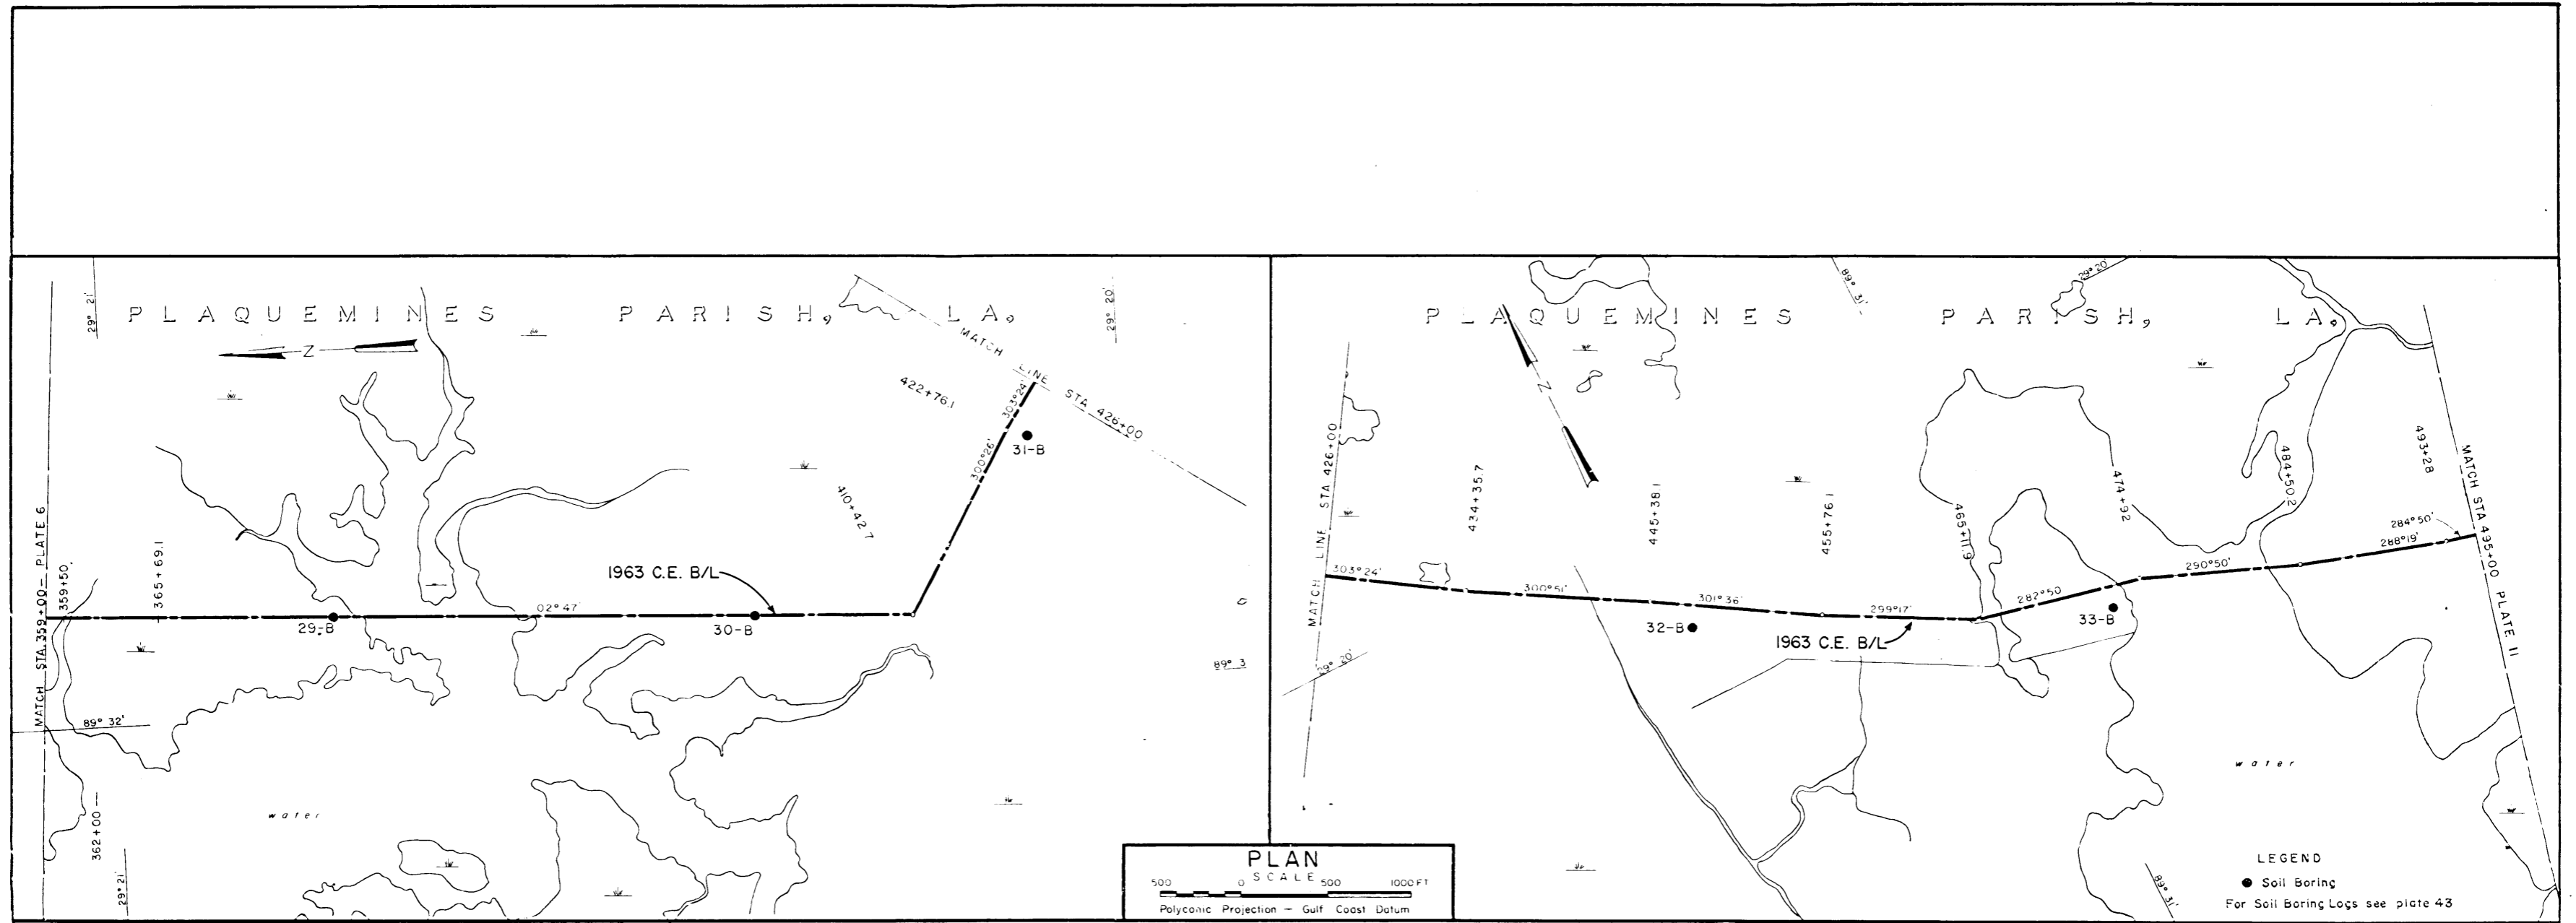 PLAQUEMINES PARISH, LA.
29° 21'
Z
MATCH LINE STA 426+00
29° 20'
422+76.1
303°24'
300°26'
31-B
410+42.7
MATCH STA 359+00- PLATE 6
359+50.
365+69.1
1963 C.E. B/L
02°47'
29-B
30-B
89° 32'
89° 3
water
362+00
29° 21'
PLAQUEMINES PARISH, LA.
89° 31'
29° 20'
Z
MATCH LINE STA 426+00
434+35.7
445+38.1
455+76.1
465+11.9
474+92
484+50.2
493+28
MATCH STA 495+00 PLATE 11
303°24'
300°51'
301°36'
299°17'
282°50
290°50'
288°19'
284°50'
32-B
33-B
1963 C.E. B/L
29° 20'
water
89° 31'
PLAN
SCALE
500 0 500 1000 FT
Polyconic Projection - Gulf Coast Datum
LEGEND
Soil Boring
For Soil Boring Logs see plate 43